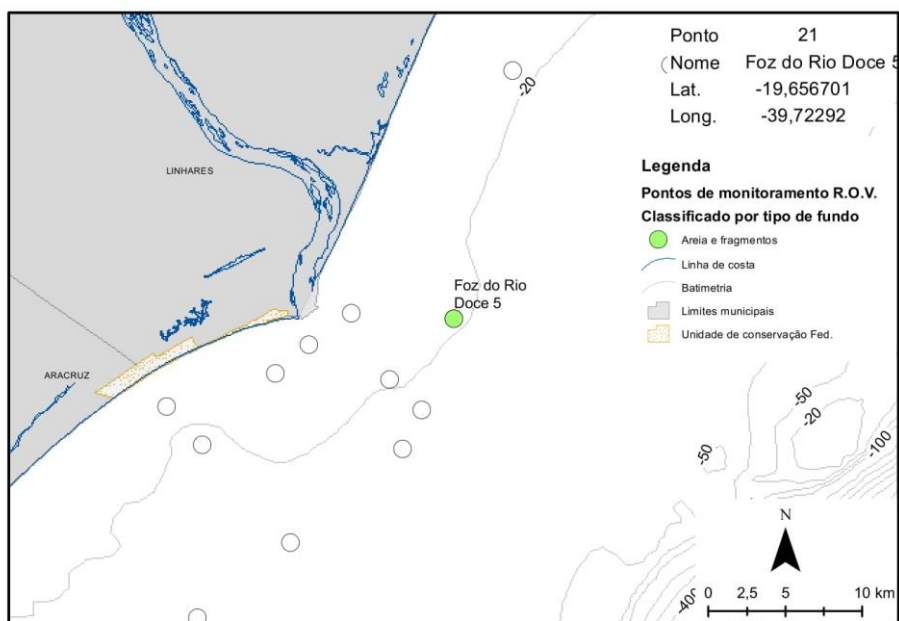 Ponto 21
Nome Foz do Rio Doce 5
Lat. -19,656701
Long. -39,72292
Legenda
Pontos de monitoramento R.O.V.
Classificado por tipo de fundo
Areia e fragmentos
Linha de costa
Batimetria
Limites municipais
Unidade de conservação Fed.
-20
LINHARES
Foz do Rio
Doce 5
ARACRUZ
-50
-20
-50
-100
N
-400
0 2,5 5 10 km